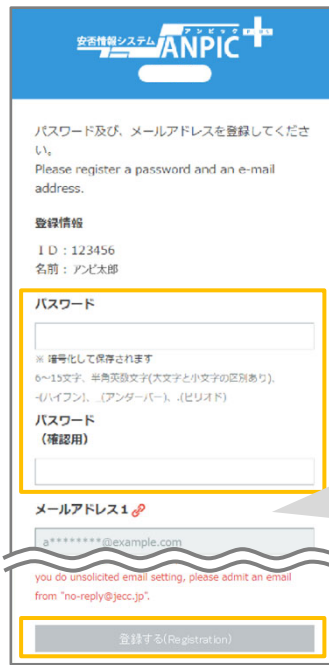 アンピック PLUS
安否情報システム ANPIC
パスワード及び、メールアドレスを登録してくださ
い。
Please register a password and an e-mail
address.
登録情報
ＩＤ：123456
名前： アンピ太郎
パスワード
※ 暗号化して保存されます
6～15文字、半角英数文字(大文字と小文字の区別あり)、
-(ハイフン)、_(アンダーバー)、.(ピリオド)
パスワード
（確認用）
メールアドレス１
a********@example.com
you do unsolicited email setting, please admit an email
from "no-reply@jecc.jp".
登録する(Registration)